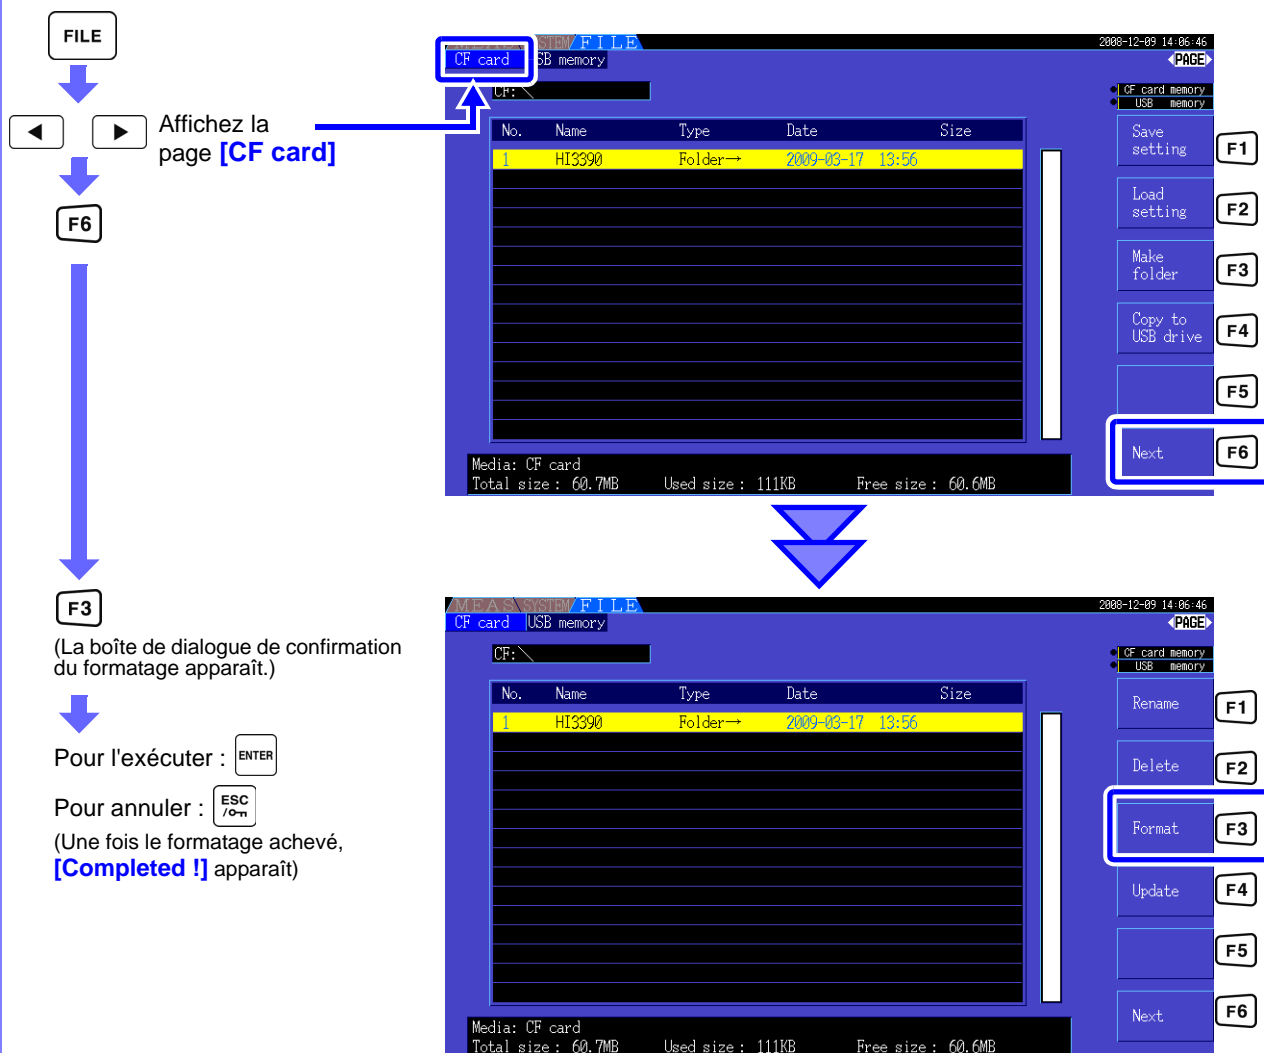 FILE
Affichez la
page [CF card]
F6
F3
(La boîte de dialogue de confirmation
du formatage apparaît.)
Pour l'exécuter : ENTER
Pour annuler : ESC
(Une fois le formatage achevé,
[Completed !] apparaît)
FILE 2008-12-09 14:06:46
CF card USB memory PAGE
CF:\
CF card memory
USB memory
No. Name Type Date Size
1 HI3390 Folder→ 2009-03-17 13:56
Save
setting F1
Load
setting F2
Make
folder F3
Copy to
USB drive F4
F5
Next F6
Media: CF card
Total size : 60.7MB Used size : 111KB Free size : 60.6MB
MEAS SYSTEM FILE 2008-12-09 14:06:46
CF card USB memory PAGE
CF:\
CF card memory
USB memory
No. Name Type Date Size
1 HI3390 Folder→ 2009-03-17 13:56
Rename F1
Delete F2
Format F3
Update F4
F5
Next F6
Media: CF card
Total size : 60.7MB Used size : 111KB Free size : 60.6MB